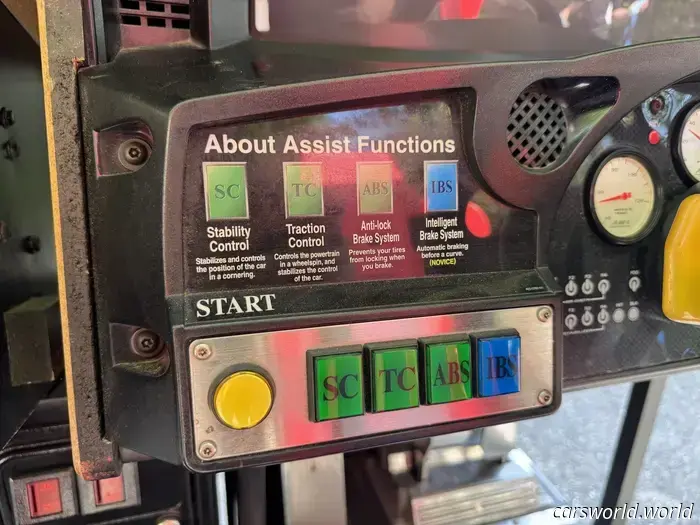 About Assist Functions
SC
TC
ABS
IBS
Stability
Control
Stabilizes and controls
the position of the car
in a cornering.
Traction
Control
Controls the powertrain
in a wheelspin, and
stabilizes the control
of the car.
Anti-lock
Brake System
Prevents your tires
from locking when
you brake.
Intelligent
Brake System
Automatic braking
before a curve.
(NOVICE)
START
SC
TC
ABS
IBS
carsworld.world